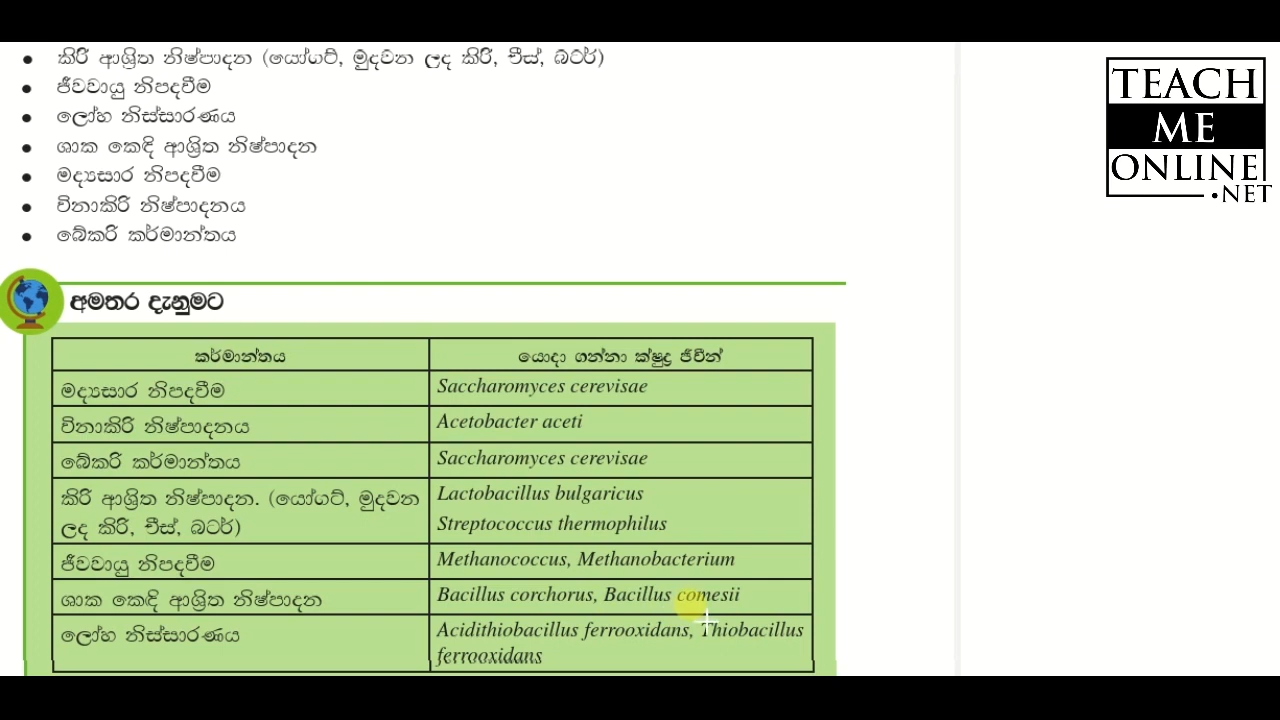 • කිරි ආශ්‍රිත නිෂ්පාදන (යෝගට්, මුදවන ලද කිරි, චීස්, බටර්)
• ජීවවායු නිපදවීම
• ලෝහ නිස්සාරණය
• ශාක කෙඳි ආශ්‍රිත නිෂ්පාදන
• මද්‍යසාර නිපදවීම
• විනාකිරි නිෂ්පාදනය
• බේකරි කර්මාන්තය
TEACH
ME
ONLINE
.NET
අමතර දැනුමට
කර්මාන්තය යොදා ගන්නා ක්ෂුද්‍ර ජීවීන්
මද්‍යසාර නිපදවීම Saccharomyces cerevisae
විනාකිරි නිෂ්පාදනය Acetobacter aceti
බේකරි කර්මාන්තය Saccharomyces cerevisae
කිරි ආශ්‍රිත නිෂ්පාදන. (යෝගට්, මුදවන Lactobacillus bulgaricus
ලද කිරි, චීස්, බටර්) Streptococcus thermophilus
ජීවවායු නිපදවීම Methanococcus, Methanobacterium
ශාක කෙඳි ආශ්‍රිත නිෂ්පාදන Bacillus corchorus, Bacillus comesii
ලෝහ නිස්සාරණය Acidithiobacillus ferrooxidans, Thiobacillus
ferrooxidans